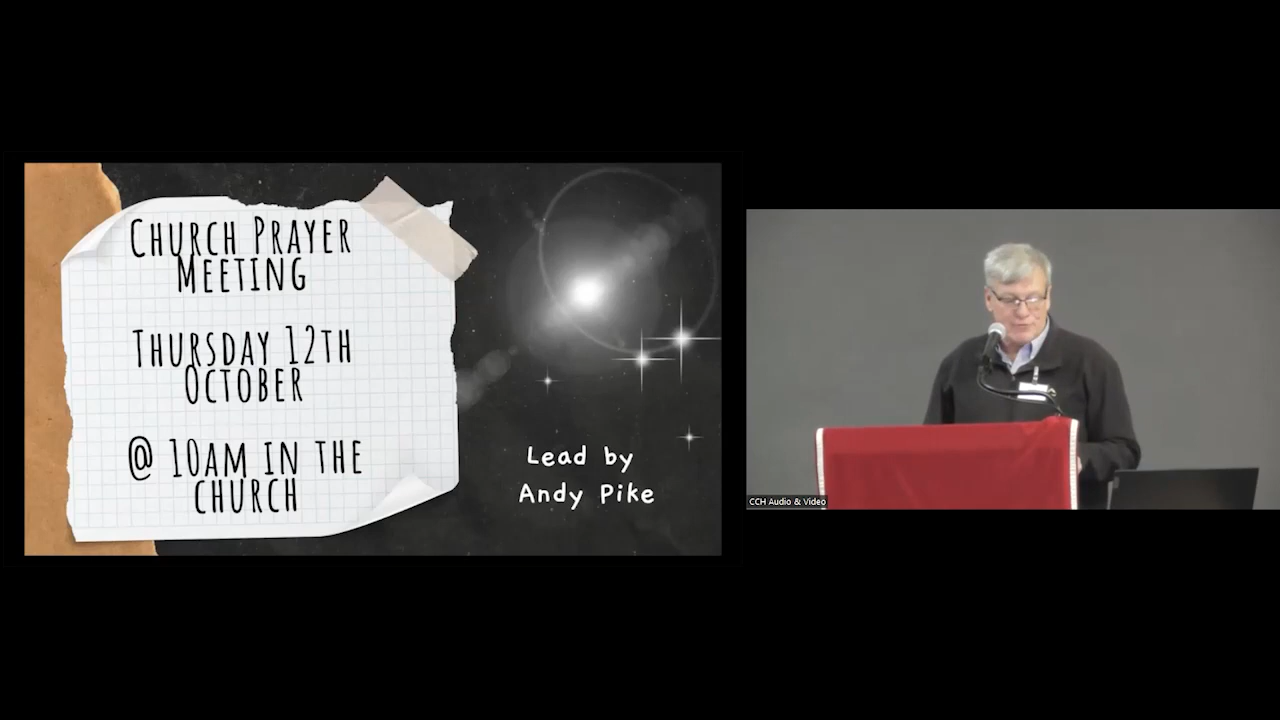 CHURCH PRAYER
MEETING
THURSDAY 12TH
OCTOBER
@ 10AM IN THE
CHURCH
Lead by
Andy Pike
CCH Audio & Video